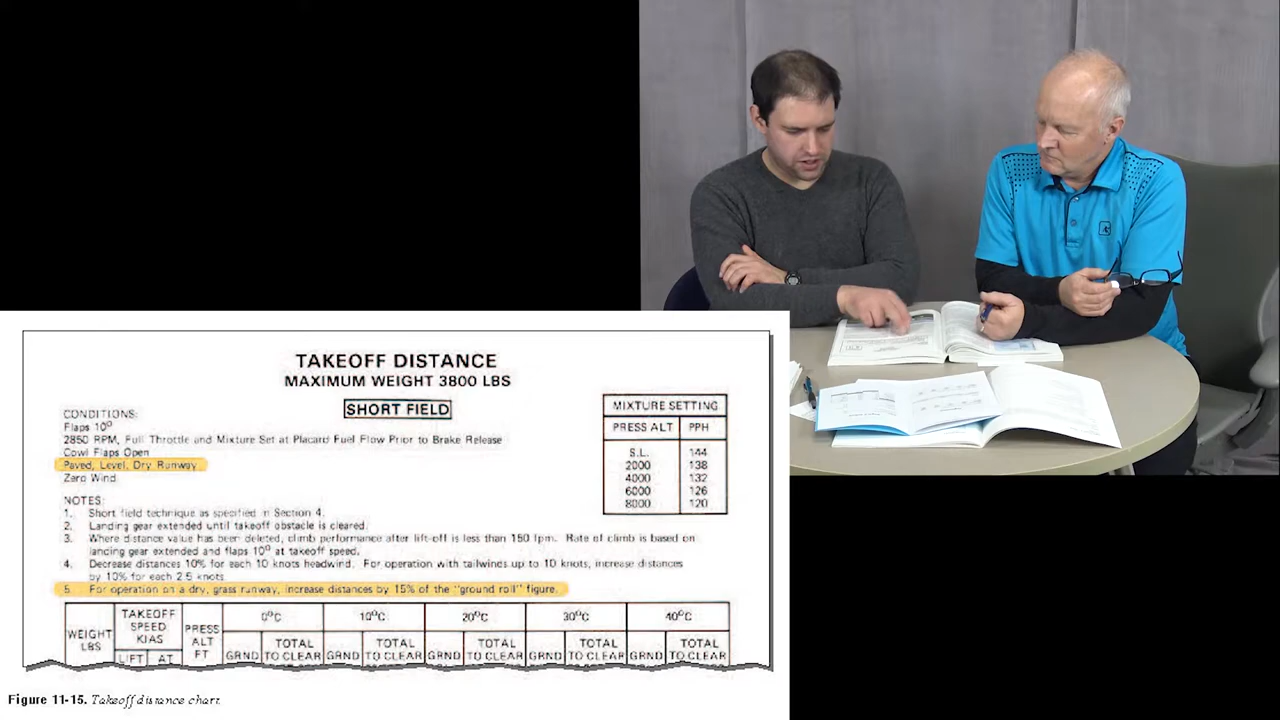 TAKEOFF DISTANCE
MAXIMUM WEIGHT 3800 LBS
SHORT FIELD
CONDITIONS:
Flaps 10°
2850 RPM, Full Throttle and Mixture Set at Placard Fuel Flow Prior to Brake Release
Cowl Flaps Open
Paved, Level, Dry Runway
Zero Wind
MIXTURE SETTING
PRESS ALT PPH
S.L. 144
2000 138
4000 132
6000 126
8000 120
NOTES:
1. Short field technique as specified in Section 4.
2. Landing gear extended until takeoff obstacle is cleared.
3. Where distance value has been deleted, climb performance after lift-off is less than 150 fpm. Rate of climb is based on
landing gear extended and flaps 10° at takeoff speed.
4. Decrease distances 10% for each 10 knots headwind. For operation with tailwinds up to 10 knots, increase distances
by 10% for each 2.5 knots.
5. For operation on a dry, grass runway, increase distances by 15% of the "ground roll" figure.
WEIGHT
LBS
TAKEOFF
SPEED
KIAS
LIFT AT
PRESS
ALT
FT
0°C 10°C 20°C 30°C 40°C
GRND TOTAL TO CLEAR GRND TOTAL TO CLEAR GRND TOTAL TO CLEAR GRND TOTAL TO CLEAR GRND TOTAL TO CLEAR
Figure 11-15. Takeoff distance chart.